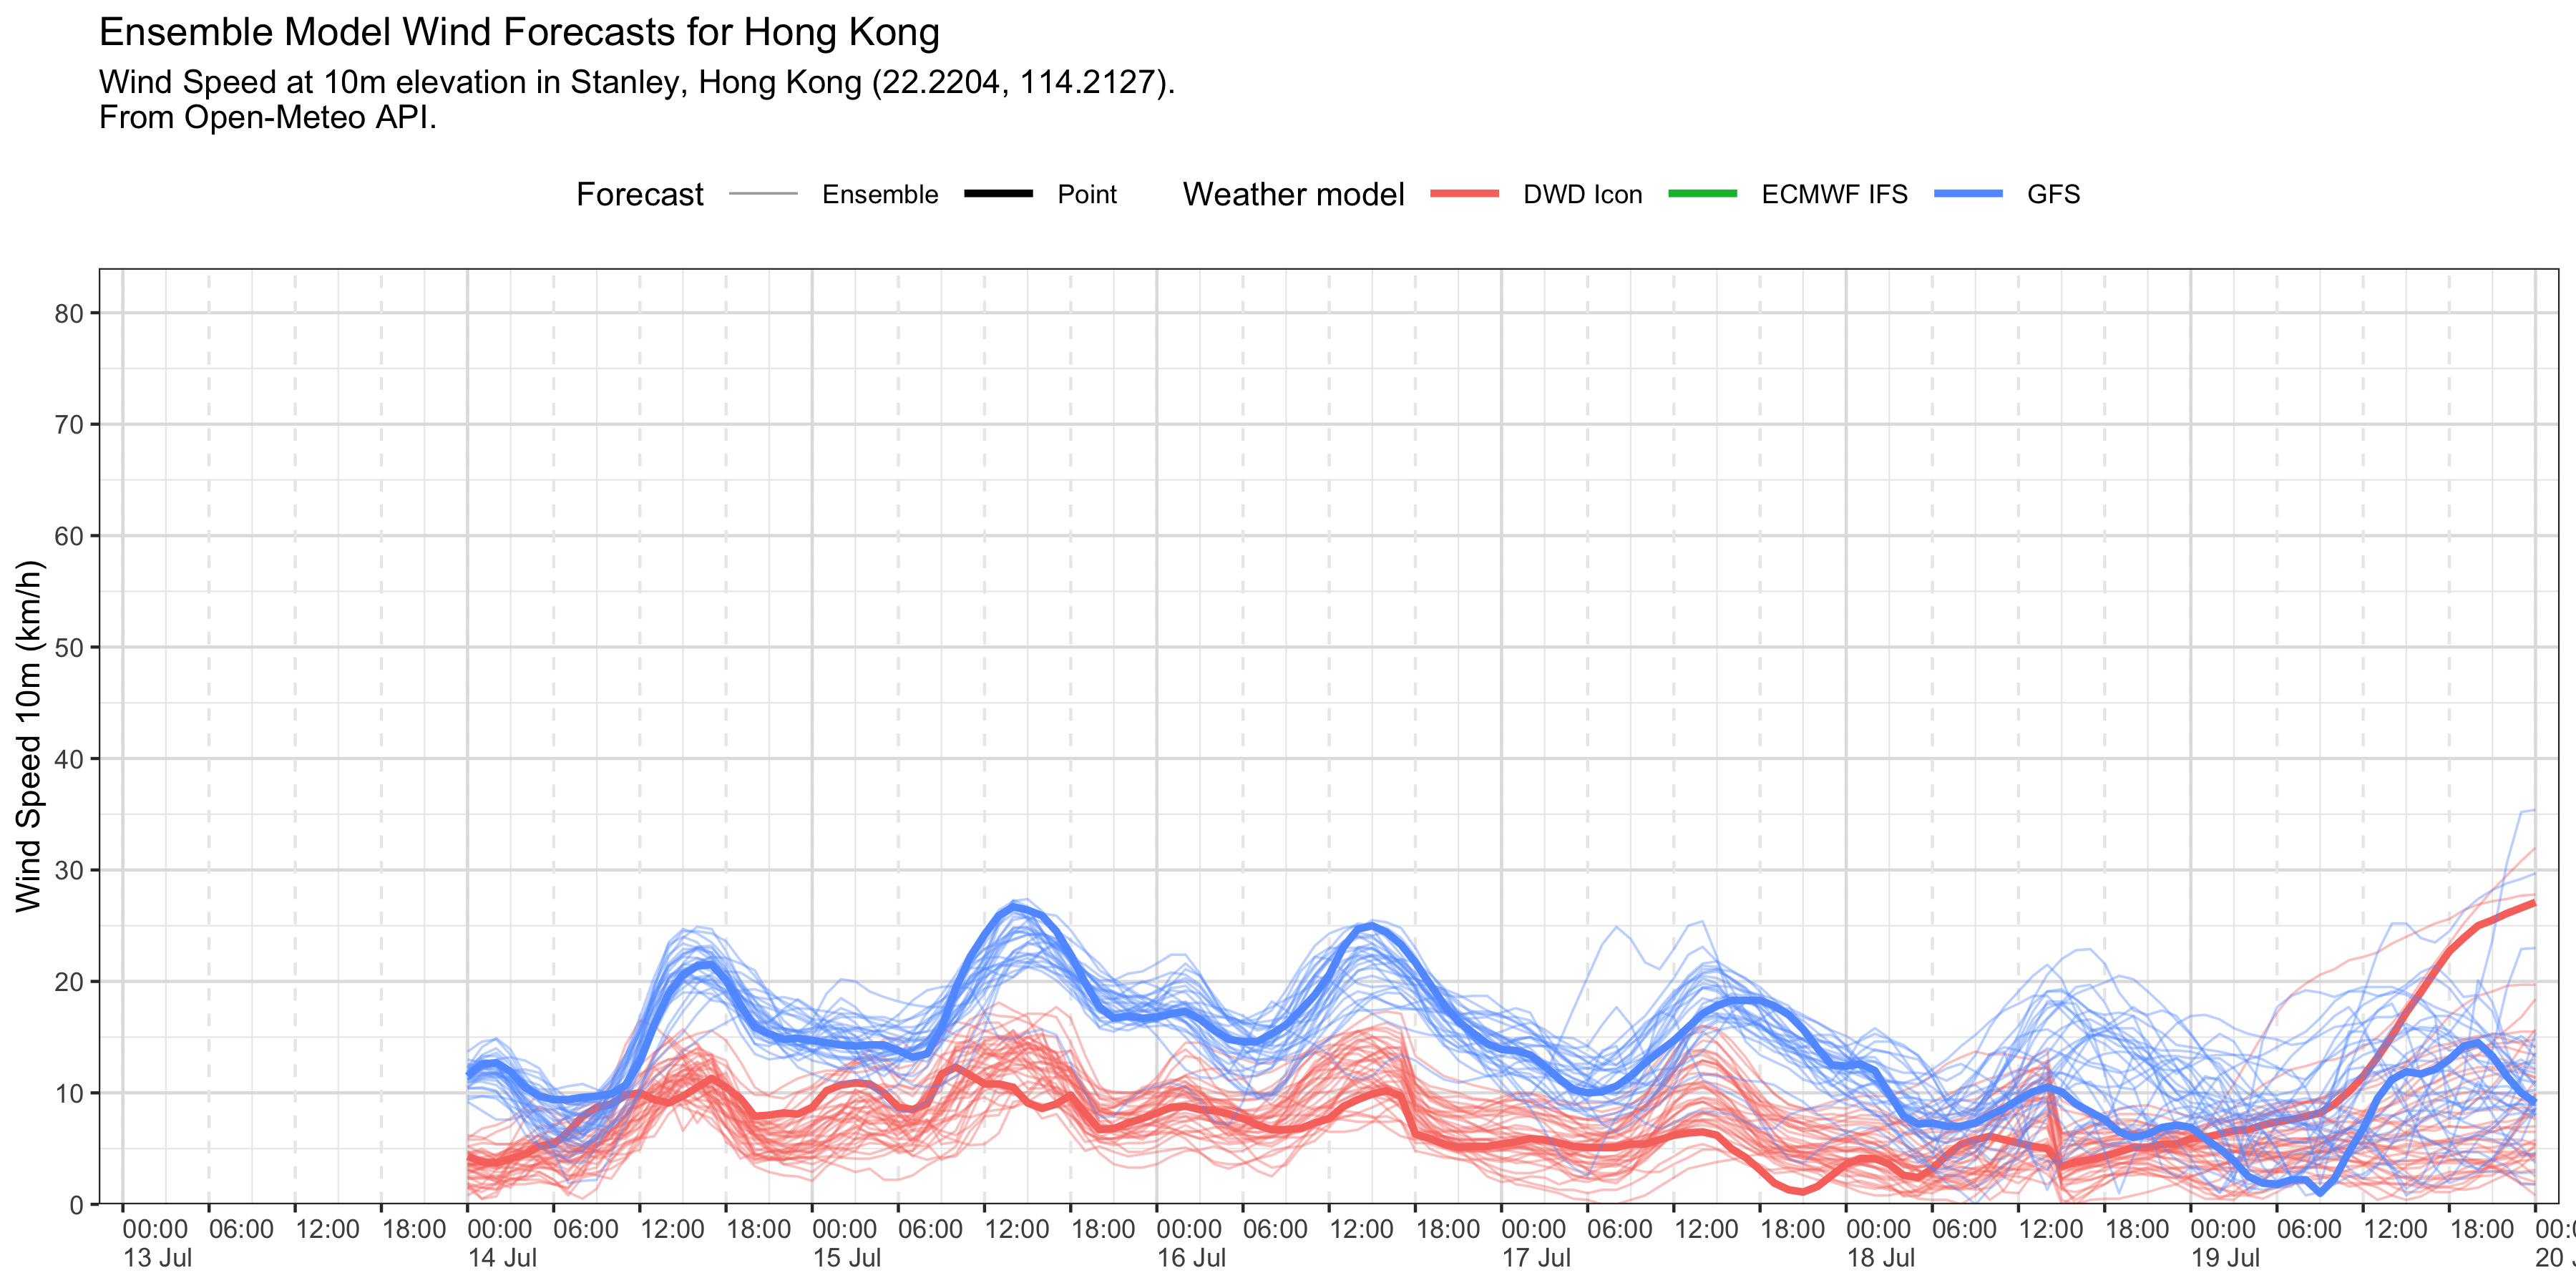 Ensemble Model Wind Forecasts for Hong Kong
Wind Speed at 10m elevation in Stanley, Hong Kong (22.2204, 114.2127).
From Open-Meteo API.
Forecast Ensemble Point Weather model DWD Icon ECMWF IFS GFS
Wind Speed 10m (km/h)
80
70
60
50
40
30
20
10
0
00:00 06:00 12:00 18:00 00:00 06:00 12:00 18:00 00:00 06:00 12:00 18:00 00:00 06:00 12:00 18:00 00:00 06:00 12:00 18:00 00:00 06:00 12:00 18:00 00:00 06:00 12:00 18:00 00:0
13 Jul 14 Jul 15 Jul 16 Jul 17 Jul 18 Jul 19 Jul 20